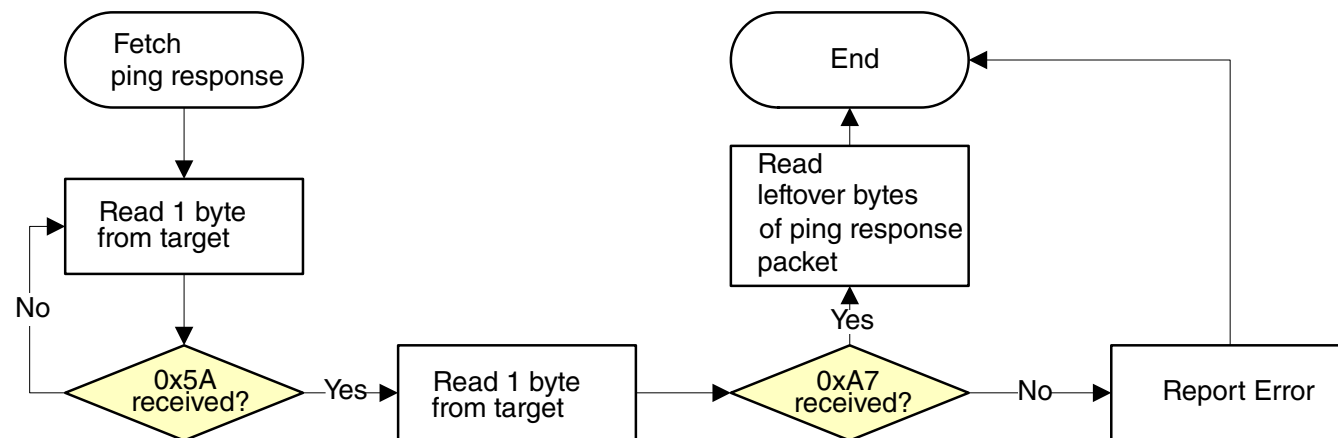 Fetch
ping response
Read 1 byte
from target
No
0x5A
received?
Yes
Read 1 byte
from target
0xA7
received?
Yes
Read
leftover bytes
of ping response
packet
End
No
Report Error